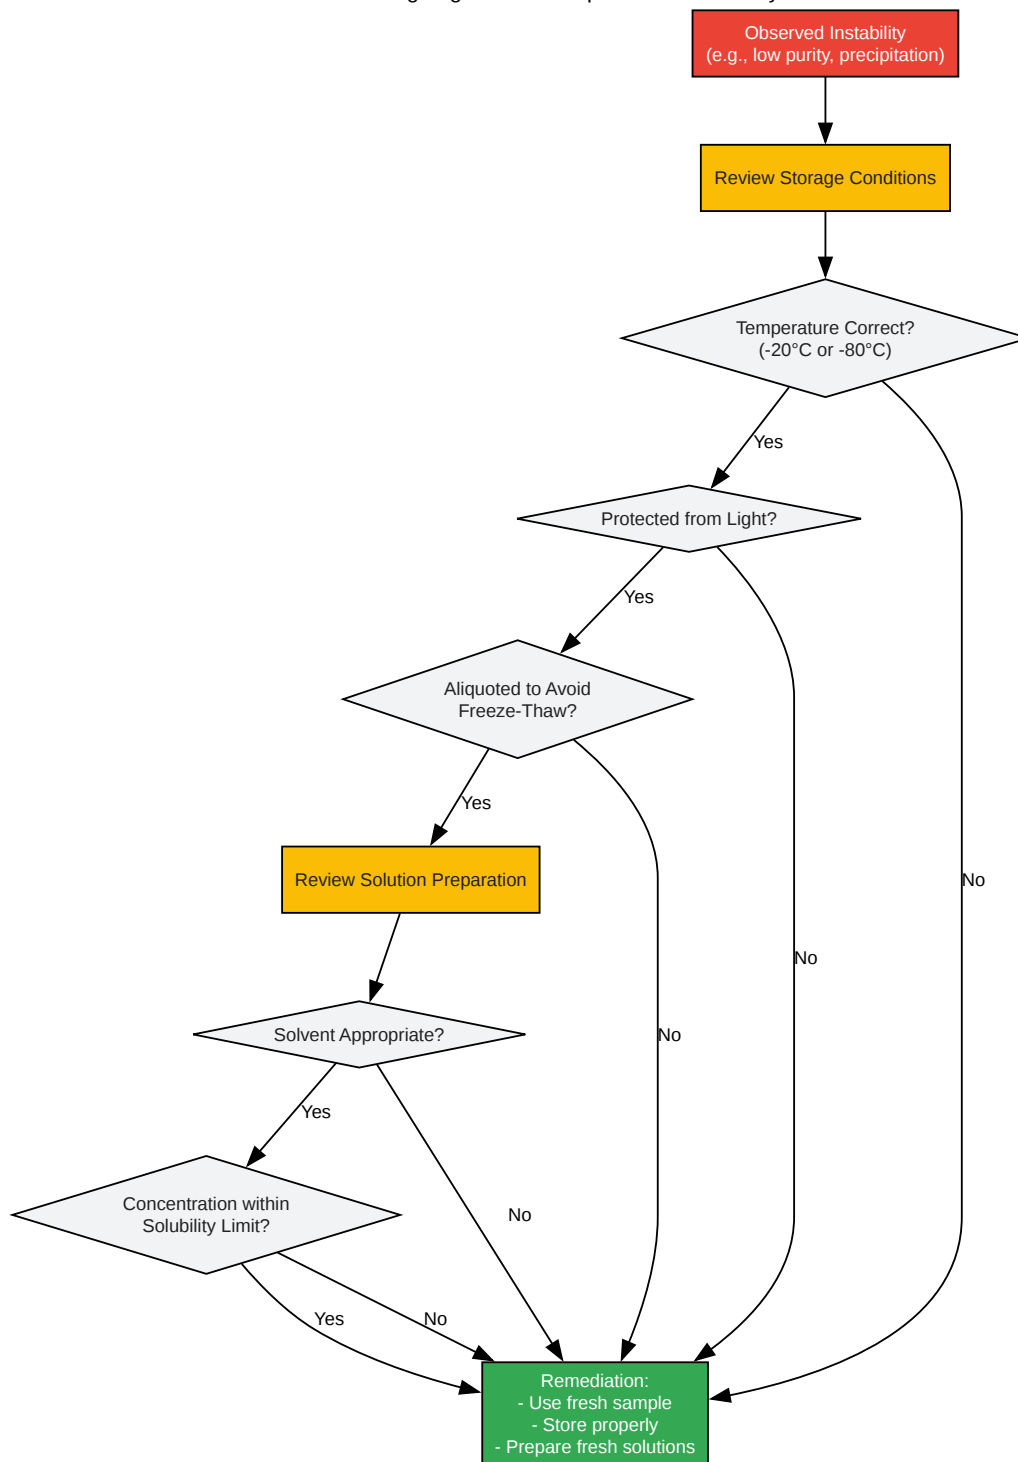 Observed Instability
(e.g., low purity, precipitation)
Review Storage Conditions
Temperature Correct?
(-20°C or -80°C)
Yes
Protected from Light?
Yes
Aliquoted to Avoid
Freeze-Thaw?
Yes
Review Solution Preparation
No
No
Solvent Appropriate?
No
Yes
Concentration within
Solubility Limit?
No
Yes
No
Remediation:
- Use fresh sample
- Store properly
- Prepare fresh solutions